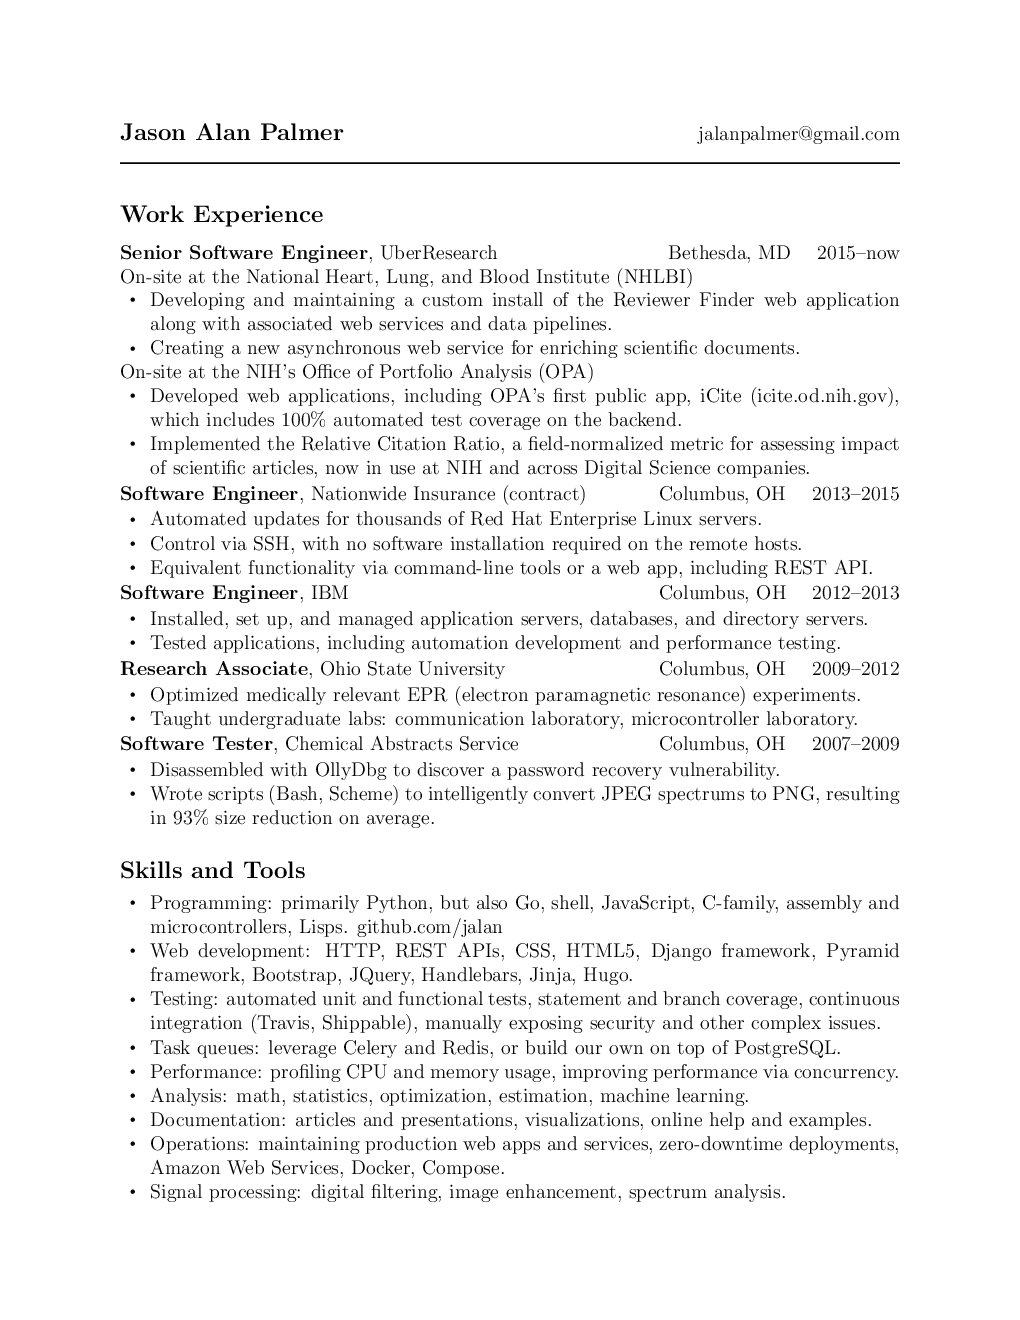 Jason Alan Palmer jalanpalmer@gmail.com
Work Experience
Senior Software Engineer, UberResearch Bethesda, MD 2015–now
On-site at the National Heart, Lung, and Blood Institute (NHLBI)
• Developing and maintaining a custom install of the Reviewer Finder web application
along with associated web services and data pipelines.
• Creating a new asynchronous web service for enriching scientific documents.
On-site at the NIH's Office of Portfolio Analysis (OPA)
• Developed web applications, including OPA's first public app, iCite (icite.od.nih.gov),
which includes 100% automated test coverage on the backend.
• Implemented the Relative Citation Ratio, a field-normalized metric for assessing impact
of scientific articles, now in use at NIH and across Digital Science companies.
Software Engineer, Nationwide Insurance (contract) Columbus, OH 2013–2015
• Automated updates for thousands of Red Hat Enterprise Linux servers.
• Control via SSH, with no software installation required on the remote hosts.
• Equivalent functionality via command-line tools or a web app, including REST API.
Software Engineer, IBM Columbus, OH 2012–2013
• Installed, set up, and managed application servers, databases, and directory servers.
• Tested applications, including automation development and performance testing.
Research Associate, Ohio State University Columbus, OH 2009–2012
• Optimized medically relevant EPR (electron paramagnetic resonance) experiments.
• Taught undergraduate labs: communication laboratory, microcontroller laboratory.
Software Tester, Chemical Abstracts Service Columbus, OH 2007–2009
• Disassembled with OllyDbg to discover a password recovery vulnerability.
• Wrote scripts (Bash, Scheme) to intelligently convert JPEG spectrums to PNG, resulting
in 93% size reduction on average.
Skills and Tools
• Programming: primarily Python, but also Go, shell, JavaScript, C-family, assembly and
microcontrollers, Lisps. github.com/jalan
• Web development: HTTP, REST APIs, CSS, HTML5, Django framework, Pyramid
framework, Bootstrap, JQuery, Handlebars, Jinja, Hugo.
• Testing: automated unit and functional tests, statement and branch coverage, continuous
integration (Travis, Shippable), manually exposing security and other complex issues.
• Task queues: leverage Celery and Redis, or build our own on top of PostgreSQL.
• Performance: profiling CPU and memory usage, improving performance via concurrency.
• Analysis: math, statistics, optimization, estimation, machine learning.
• Documentation: articles and presentations, visualizations, online help and examples.
• Operations: maintaining production web apps and services, zero-downtime deployments,
Amazon Web Services, Docker, Compose.
• Signal processing: digital filtering, image enhancement, spectrum analysis.